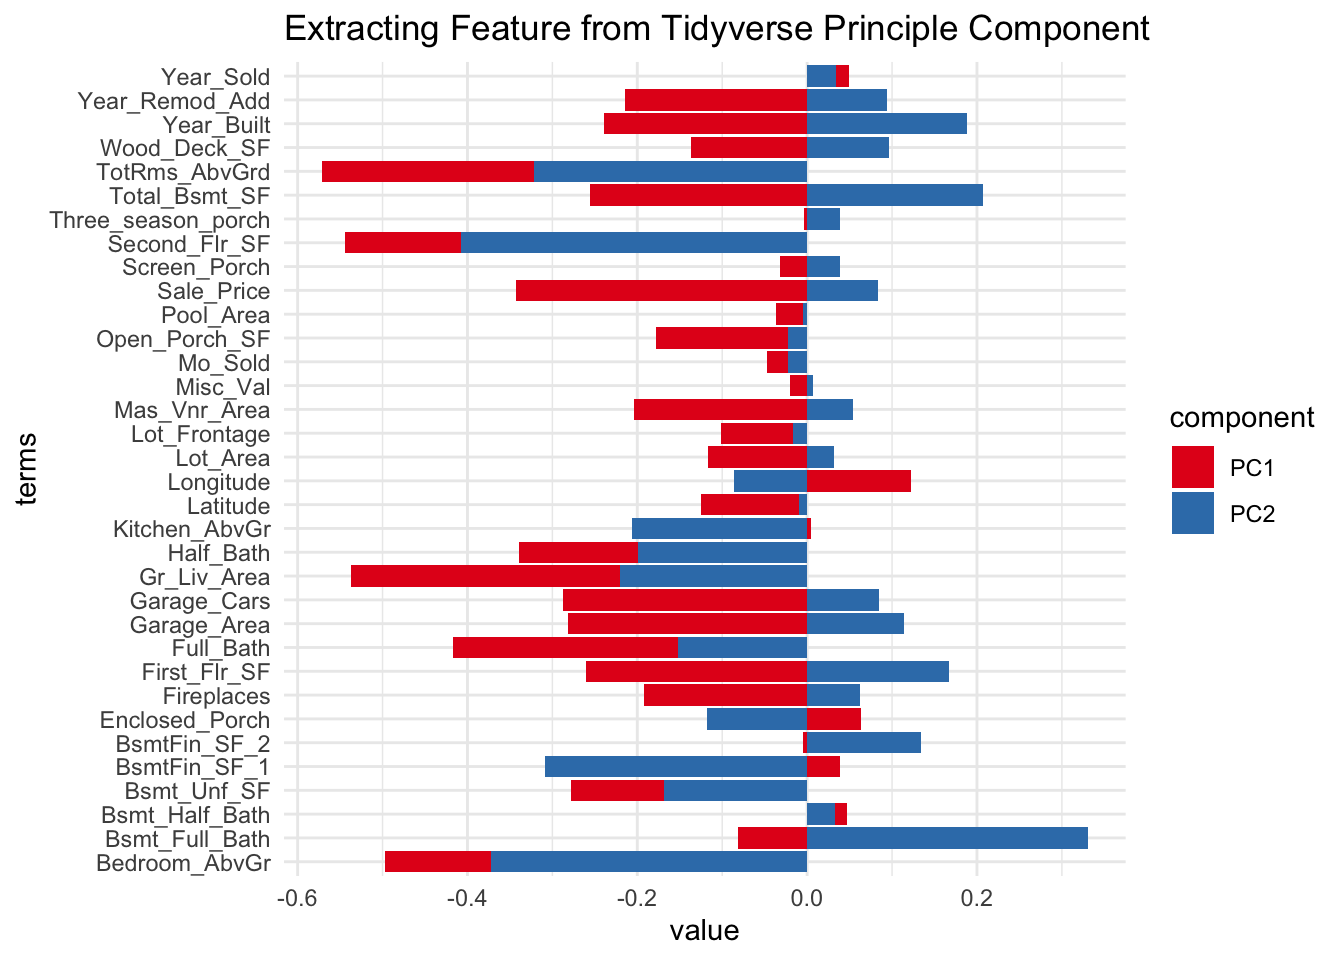 Extracting Feature from Tidyverse Principle Component
Year_Sold
Year_Remod_Add
Year_Built
Wood_Deck_SF
TotRms_AbvGrd
Total_Bsmt_SF
Three_season_porch
Second_Flr_SF
Screen_Porch
Sale_Price
Pool_Area
Open_Porch_SF
Mo_Sold
Misc_Val
Mas_Vnr_Area
Lot_Frontage
Lot_Area
Longitude
Latitude
Kitchen_AbvGr
Half_Bath
Gr_Liv_Area
Garage_Cars
Garage_Area
Full_Bath
First_Flr_SF
Fireplaces
Enclosed_Porch
BsmtFin_SF_2
BsmtFin_SF_1
Bsmt_Unf_SF
Bsmt_Half_Bath
Bsmt_Full_Bath
Bedroom_AbvGr
terms
-0.6 -0.4 -0.2 0.0 0.2
value
component
PC1
PC2